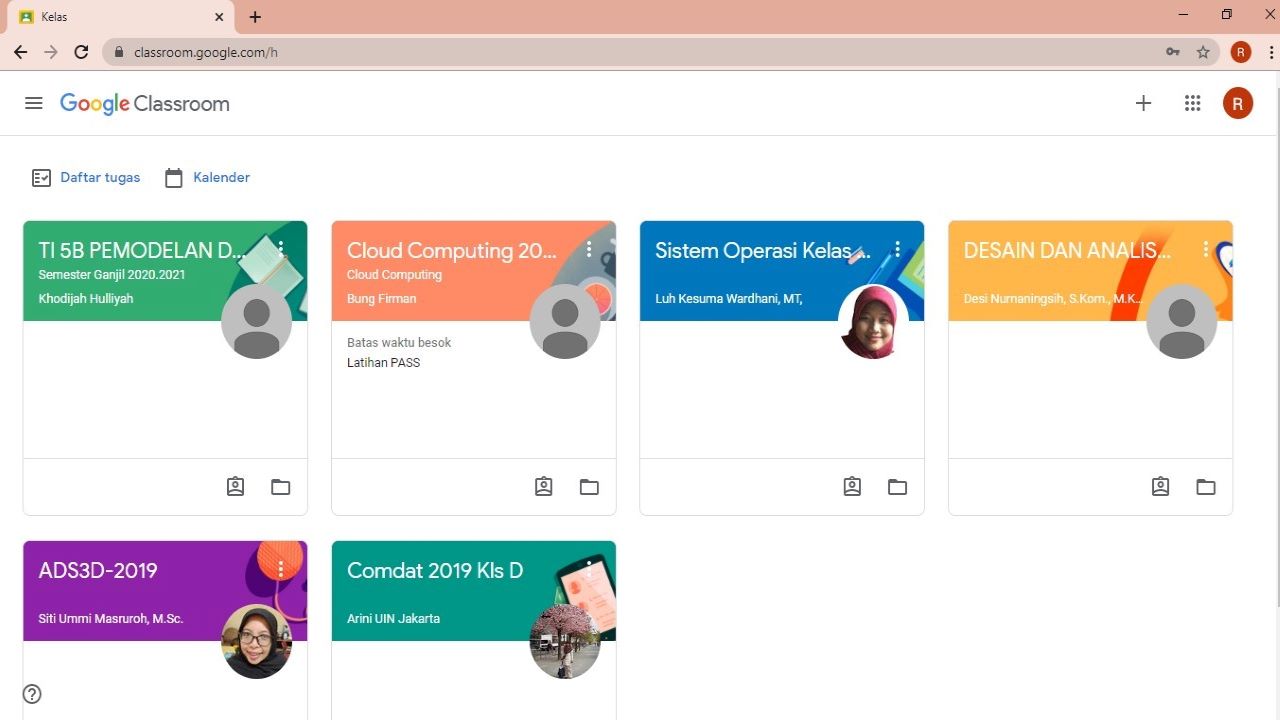 Kelas
classroom.google.com/h
R
Google Classroom
R
Daftar tugas
Kalender
TI 5B PEMODELAN D...
Semester Ganjil 2020.2021
Khodijah Hulliyah
Cloud Computing 20...
Cloud Computing
Bung Firman
Batas waktu besok
Latihan PASS
Sistem Operasi Kelas ...
Luh Kesuma Wardhani, MT,
DESAIN DAN ANALIS...
Desi Nurnaningsih, S.Kom., M.K...
ADS3D-2019
Siti Ummi Masruroh, M.Sc.
Comdat 2019 Kls D
Arini UIN Jakarta